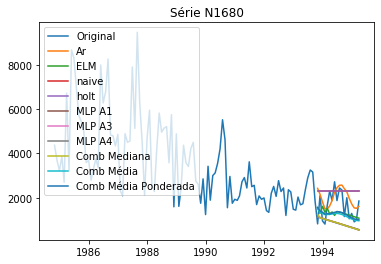 Série N1680
Original
Ar
ELM
naive
holt
MLP A1
MLP A3
MLP A4
Comb Mediana
Comb Média
Comb Média Ponderada
8000
6000
4000
2000
1986
1988
1990
1992
1994